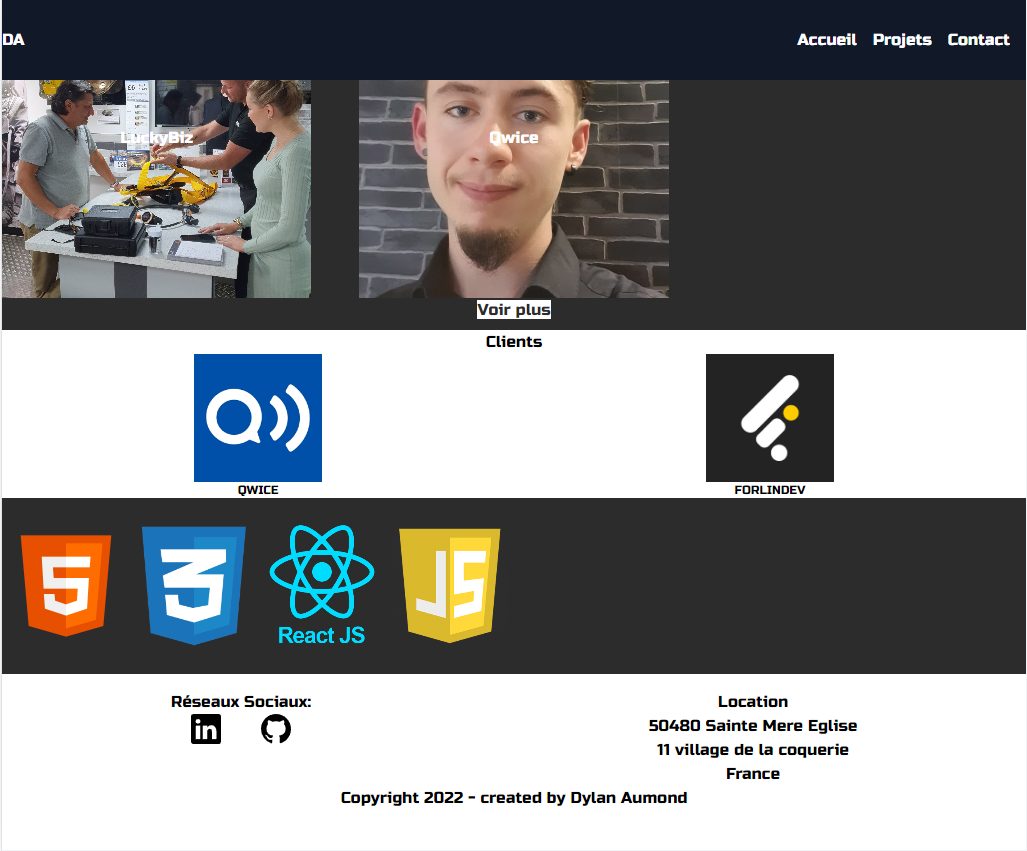 DA
Accueil Projets Contact
LuckyBiz
Qwice
Voir plus
Clients
QWICE
FORLINDEV
5
3
React JS
JS
Réseaux Sociaux:
in
Location
50480 Sainte Mere Eglise
11 village de la coquerie
France
Copyright 2022 - created by Dylan Aumond